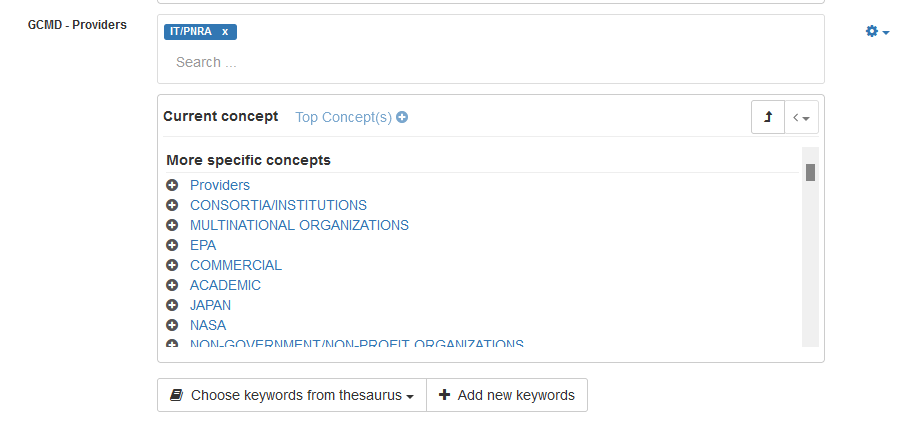 GCMD - Providers
IT/PNRA x
Search ...
Current concept Top Concept(s)
More specific concepts
Providers
CONSORTIA/INSTITUTIONS
MULTINATIONAL ORGANIZATIONS
EPA
COMMERCIAL
ACADEMIC
JAPAN
NASA
NON-GOVERNMENT/NON-PROFIT ORGANIZATIONS
Choose keywords from thesaurus
Add new keywords